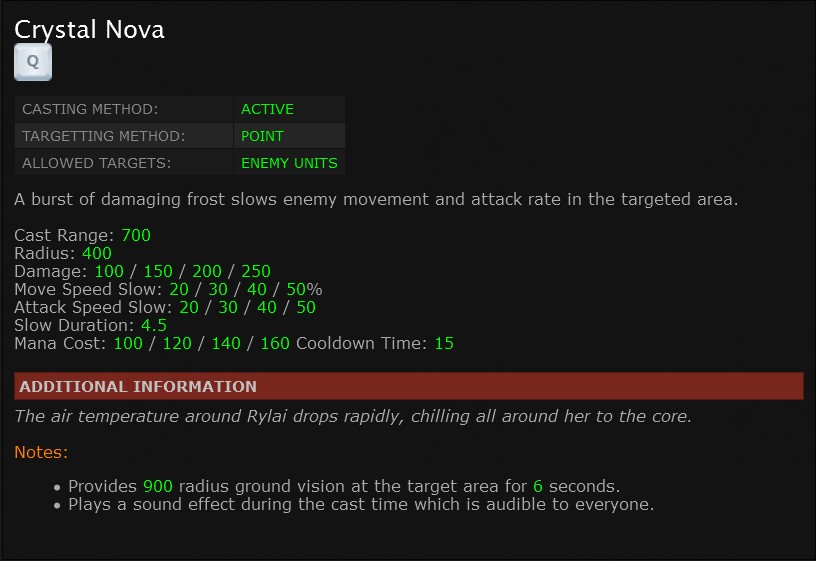 Crystal Nova
Q
CASTING METHOD: ACTIVE
TARGETTING METHOD: POINT
ALLOWED TARGETS: ENEMY UNITS
A burst of damaging frost slows enemy movement and attack rate in the targeted area.
Cast Range: 700
Radius: 400
Damage: 100 / 150 / 200 / 250
Move Speed Slow: 20 / 30 / 40 / 50%
Attack Speed Slow: 20 / 30 / 40 / 50
Slow Duration: 4.5
Mana Cost: 100 / 120 / 140 / 160 Cooldown Time: 15
ADDITIONAL INFORMATION
The air temperature around Rylai drops rapidly, chilling all around her to the core.
Notes:
• Provides 900 radius ground vision at the target area for 6 seconds.
• Plays a sound effect during the cast time which is audible to everyone.